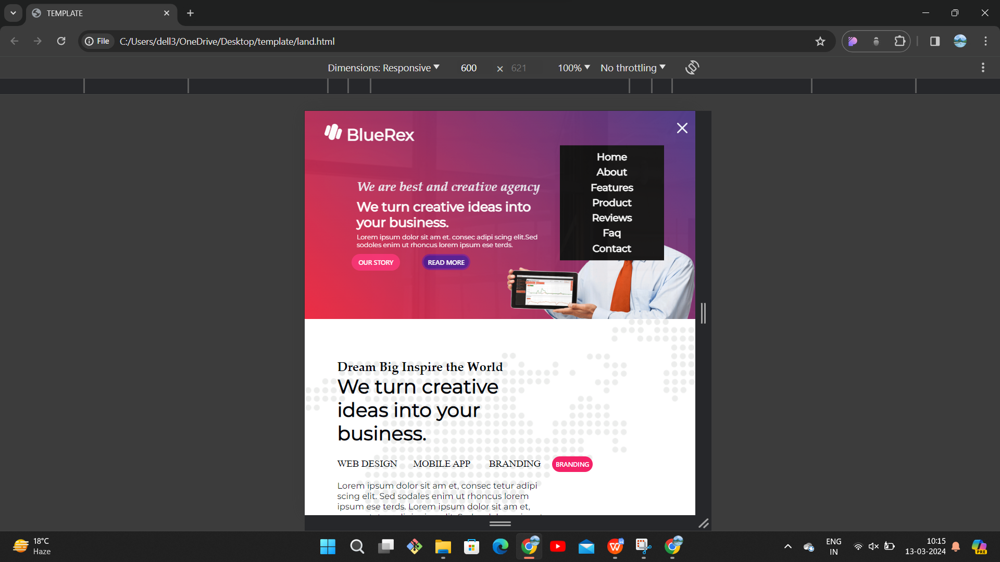 TEMPLATE
File
C:/Users/dell3/OneDrive/Desktop/template/land.html
Dimensions: Responsive
600
×
621
100%
No throttling
BlueRex
Home
About
Features
Product
Reviews
Faq
Contact
We are best and creative agency
We turn creative ideas into
your business.
Lorem ipsum dolor sit am et. consec adipi scing elit.Sed
sodoles enim ut rhoncus lorem ipsum ese terds.
OUR STORY
READ MORE
Dream Big Inspire the World
We turn creative
ideas into your
business.
WEB DESIGN
MOBILE APP
BRANDING
BRANDING
Lorem ipsum dolor sit am et, consec tetur adipi
scing elit. Sed sodales enim ut rhoncus lorem
ipsum ese terds. Lorem ipsum dolor sit am et,
18°C
Haze
ENG
IN
10:15
13-03-2024
PRE